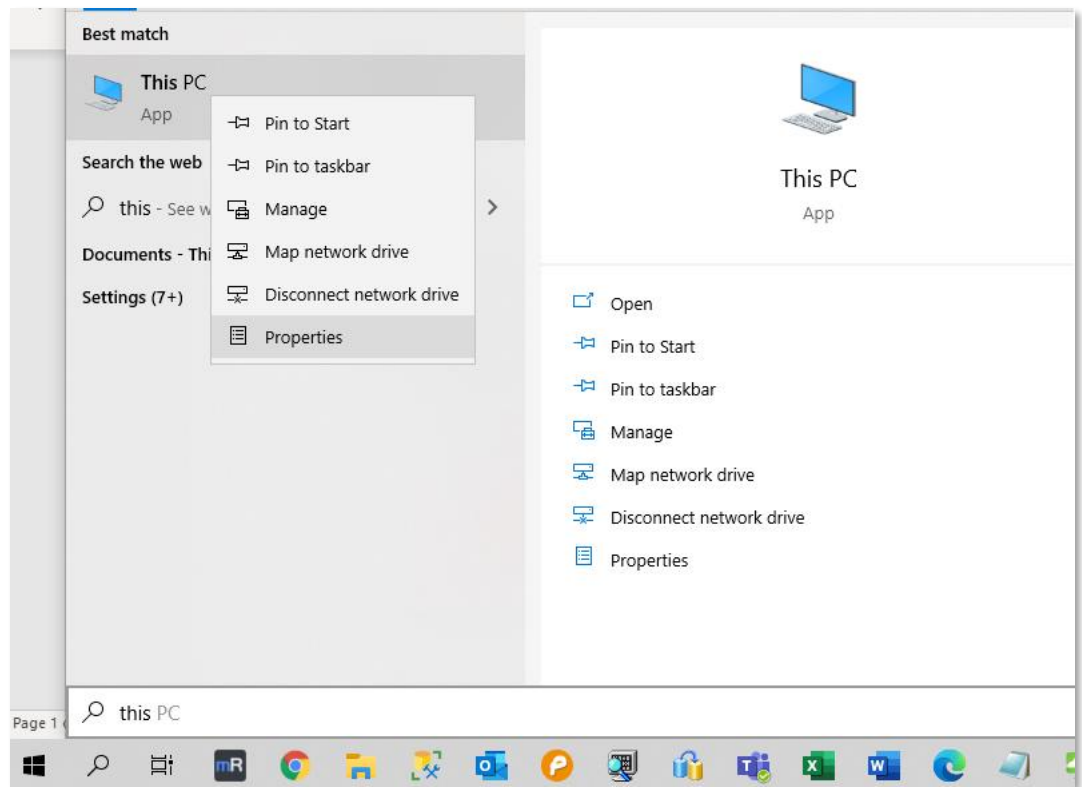 Best match
This PC
App
Pin to Start
Pin to taskbar
Manage
Map network drive
Disconnect network drive
Properties
Search the web
this - See w
Documents - Thi
Settings (7+)
This PC
App
Open
Pin to Start
Pin to taskbar
Manage
Map network drive
Disconnect network drive
Properties
this PC
Page 1
mR